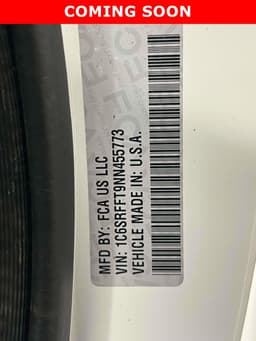 COMING SOON
MFD BY: FCA US LLC
VIN: 1C6SRFFT9NN455773
VEHICLE MADE IN: U.S.A.